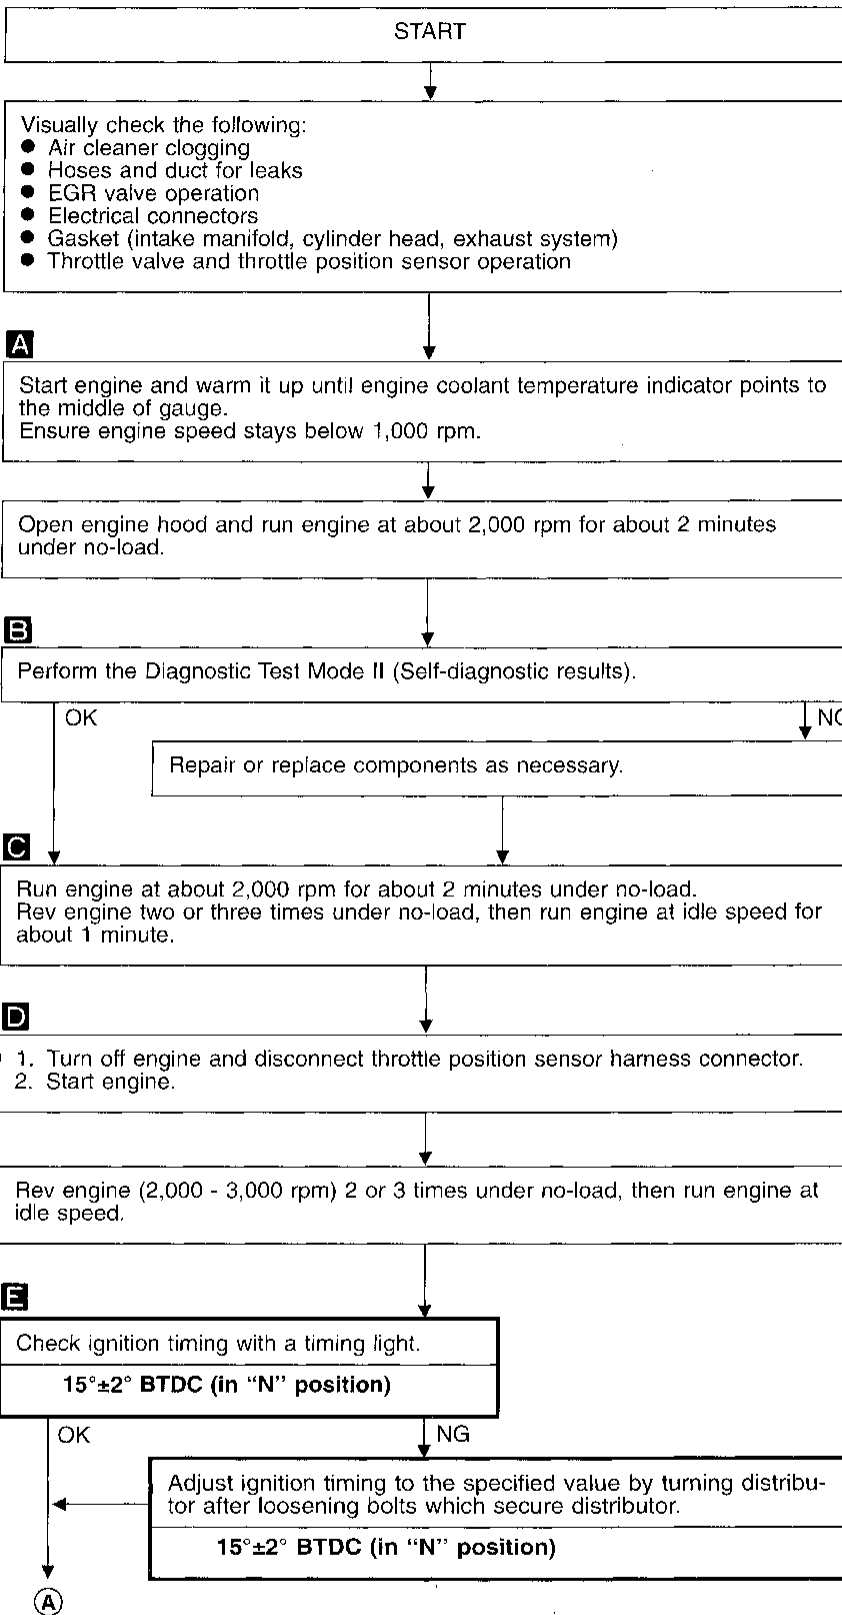 START
Visually check the following:
● Air cleaner clogging
● Hoses and duct for leaks
● EGR valve operation
● Electrical connectors
● Gasket (intake manifold, cylinder head, exhaust system)
● Throttle valve and throttle position sensor operation
A
Start engine and warm it up until engine coolant temperature indicator points to
the middle of gauge.
Ensure engine speed stays below 1,000 rpm.
Open engine hood and run engine at about 2,000 rpm for about 2 minutes
under no-load.
B
Perform the Diagnostic Test Mode II (Self-diagnostic results).
OK
Repair or replace components as necessary.
C
Run engine at about 2,000 rpm for about 2 minutes under no-load.
Rev engine two or three times under no-load, then run engine at idle speed for
about 1 minute.
D
1. Turn off engine and disconnect throttle position sensor harness connector.
2. Start engine.
Rev engine (2,000 - 3,000 rpm) 2 or 3 times under no-load, then run engine at
idle speed.
E
Check ignition timing with a timing light.
15°±2° BTDC (in “N” position)
OK
NG
Adjust ignition timing to the specified value by turning distribu-
tor after loosening bolts which secure distributor.
15°±2° BTDC (in “N” position)
A